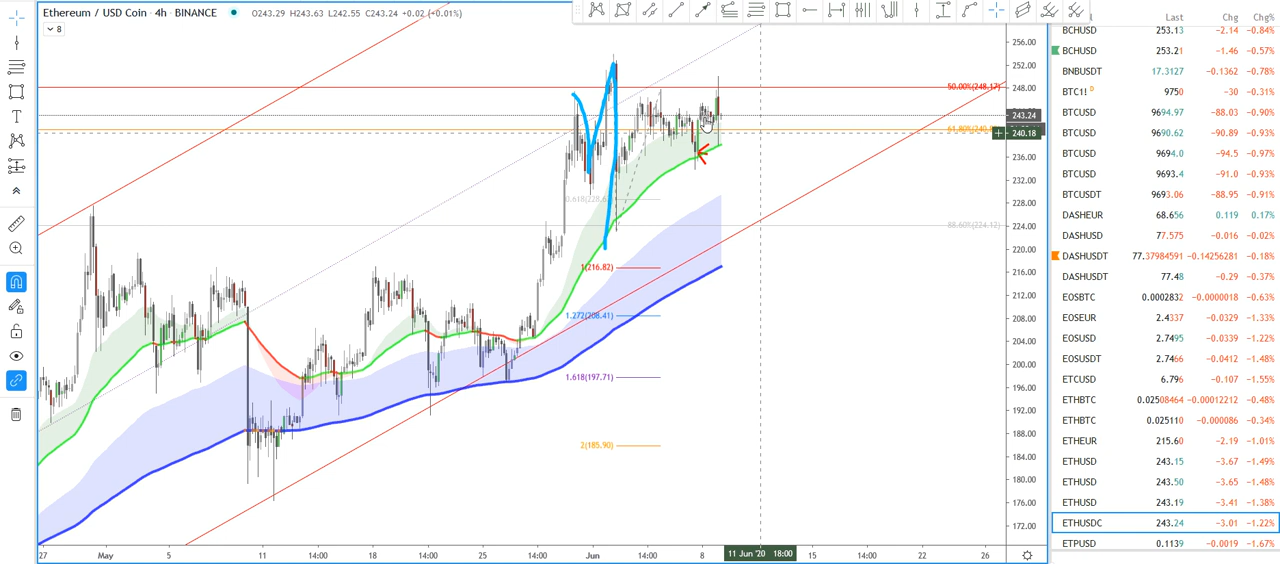 Ethereum / USD Coin · 4h · BINANCE O243.29 H243.63 L242.55 C243.24 +0.02 (+0.01%)
8
256.00
252.00
248.00
243.24
240.18
236.00
232.00
228.00
224.00
220.00
216.00
212.00
208.00
204.00
200.00
196.00
192.00
188.00
184.00
180.00
176.00
172.00
50.00%(248.17)
88.60%(224.12)
1(216.82)
1.272(208.41)
1.618(197.71)
2(185.90)
27 May 5 11 14:00 18 14:00 25 14:00 Jun 14:00 8 11 Jun '20 18:00 15 14:00 22 26
Last Chg Chg%
BCHUSD 253.13 −2.14 −0.84%
BCHUSD 253.21 −1.46 −0.57%
BNBUSDT 17.3127 −0.1362 −0.78%
BTC1! D 9750 −30 −0.31%
BTCUSD 9694.97 −88.03 −0.90%
BTCUSD 9690.62 −90.89 −0.93%
BTCUSD 9694.0 −94.5 −0.97%
BTCUSD 9693.4 −91.0 −0.93%
BTCUSDT 9693.06 −88.95 −0.91%
DASHEUR 68.656 0.119 0.17%
DASHUSD 77.575 −0.016 −0.02%
DASHUSDT 77.37984591 −0.14256281 −0.18%
DASHUSDT 77.48 −0.29 −0.37%
EOSBTC 0.0002832 −0.0000018 −0.63%
EOSEUR 2.4337 −0.0329 −1.33%
EOSUSD 2.7495 −0.0339 −1.22%
EOSUSDT 2.7466 −0.0412 −1.48%
ETCUSD 6.796 −0.107 −1.55%
ETHBTC 0.02508464 −0.00012212 −0.48%
ETHBTC 0.025110 −0.000086 −0.34%
ETHEUR 215.60 −2.19 −1.01%
ETHUSD 243.15 −3.67 −1.49%
ETHUSD 243.50 −3.65 −1.48%
ETHUSD 243.19 −3.41 −1.38%
ETHUSDC 243.24 −3.01 −1.22%
ETPUSD 0.1139 −0.0019 −1.67%